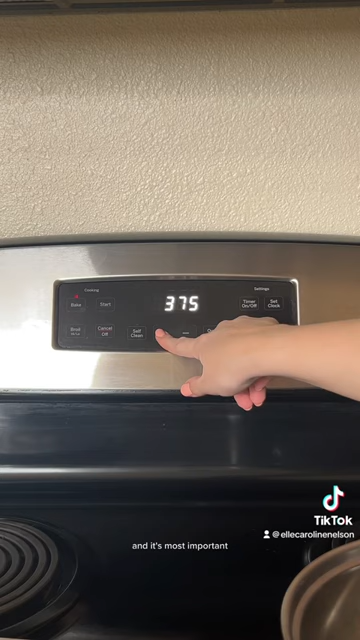 Cooking
Settings
Bake
Start
375
Timer
On/Off
Set
Clock
Broil
Cancel
Off
Self
Clean
TikTok
@ellecarolinenelson
and it's most important